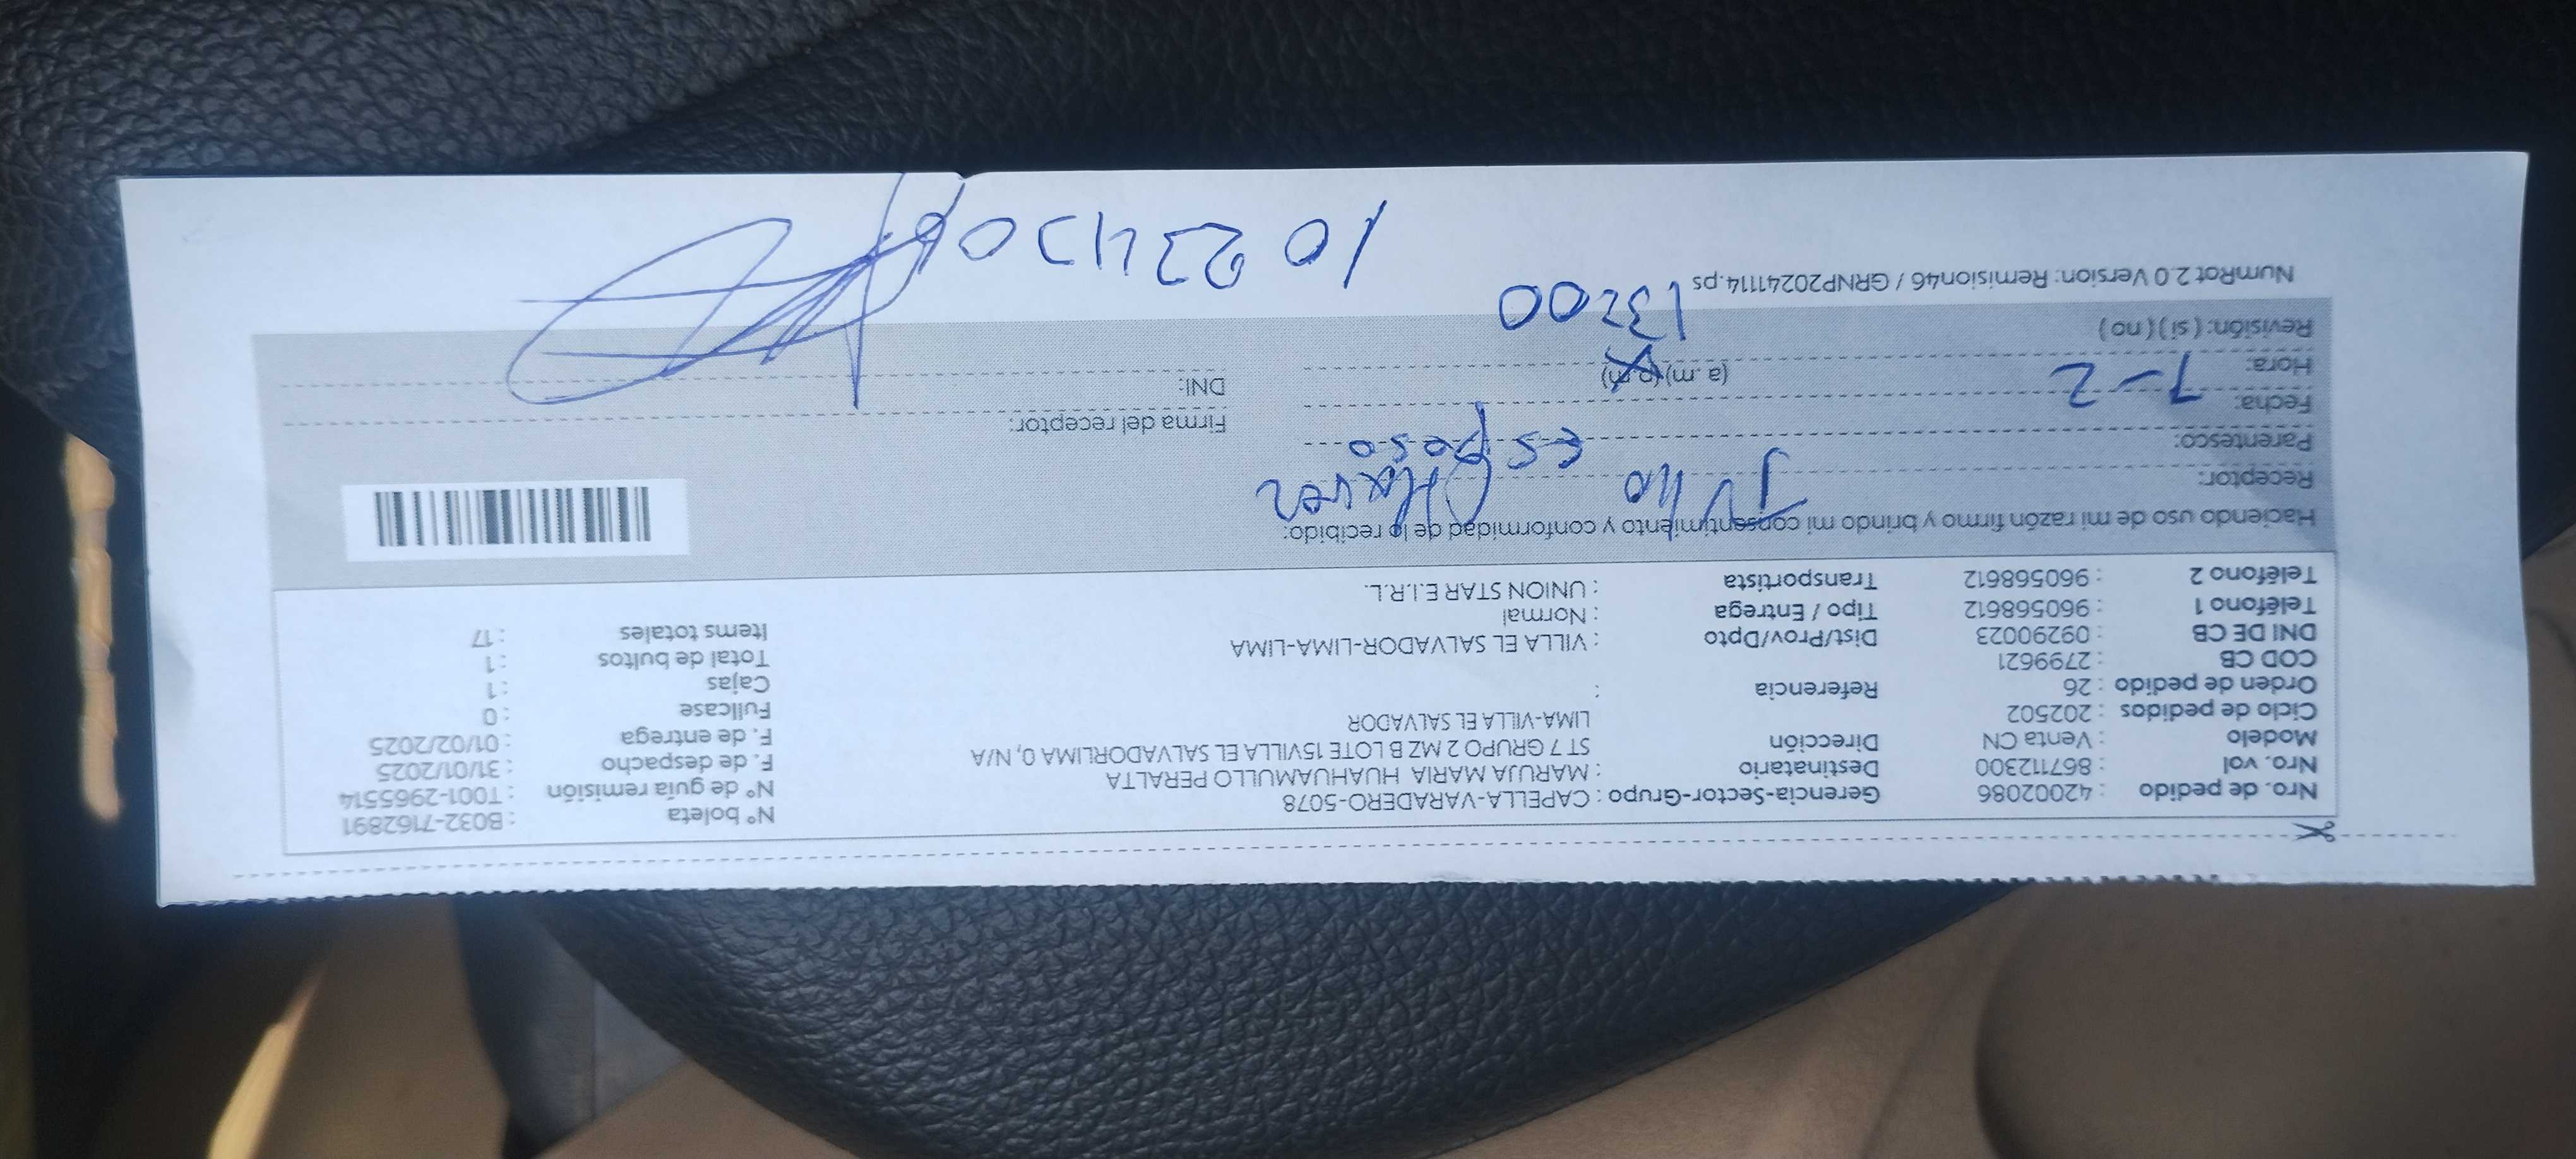 Nro. de pedido : 42002086
Nro. vol : 867112300
Modelo : Venta CN
Ciclo de pedidos : 202502
Orden de pedido : 26
COD CB : 2799621
DNI DE CB : 09290023
Teléfono 1 : 960568612
Teléfono 2 : 960568612
Gerencia-Sector-Grupo : CAPELLA-VARADERO-5078
Destinatario : MARUJA MARIA HUAHUAMULLO PERALTA
Dirección ST 7 GRUPO 2 MZ B LOTE 15VILLA EL SALVADORLIMA 0, N/A
LIMA-VILLA EL SALVADOR
Referencia :
Dist/Prov/Dpto : VILLA EL SALVADOR-LIMA-LIMA
Tipo / Entrega : Normal
Transportista : UNION STAR E.I.R.L.
N° boleta : B032-7162891
N° de guía remisión : T001-2965514
F. de despacho : 31/01/2025
F. de entrega : 01/02/2025
Fullcase : 0
Cajas : 1
Total de bultos : 1
Items totales : 17
Haciendo uso de mi razón firmo y brindo mi consentimiento y conformidad de lo recibido:
Receptor:
Parentesco: esposo
Fecha: 1-2
Hora: (a.m) (p.m)
Revisión: ( si ) ( no ) 13:00
Firma del receptor:
DNI:
NumRot 2.0 Version: Remision46 / GRNP20241114.ps